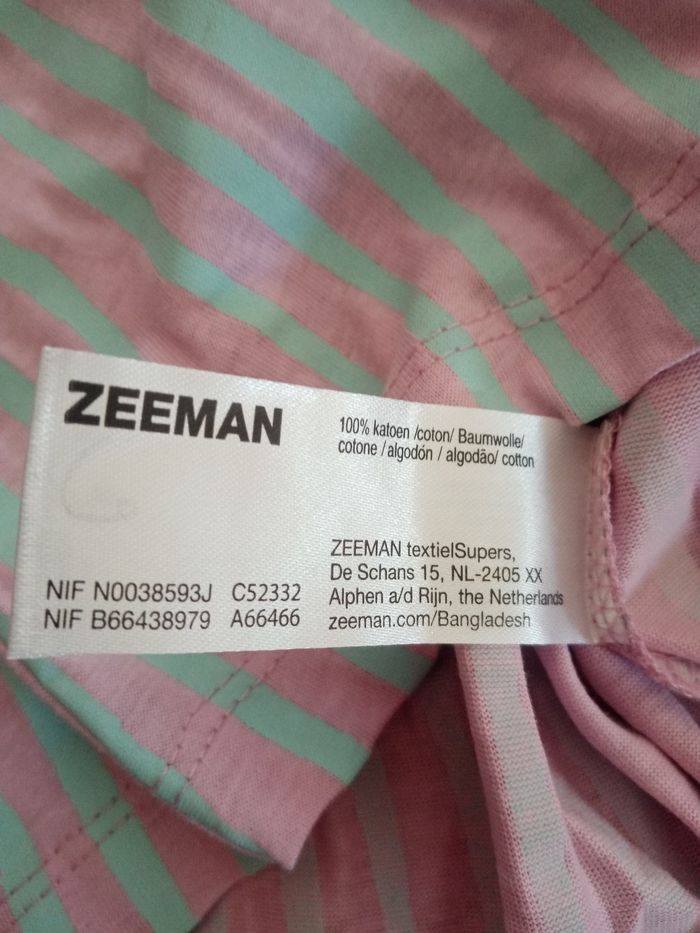 ZEEMAN
100% katoen /coton/ Baumwolle/
cotone / algodón / algodão/ cotton
ZEEMAN textielSupers,
De Schans 15, NL-2405 XX
Alphen a/d Rijn, the Netherlands
zeeman.com/Bangladesh
NIF N0038593J C52332
NIF B66438979 A66466